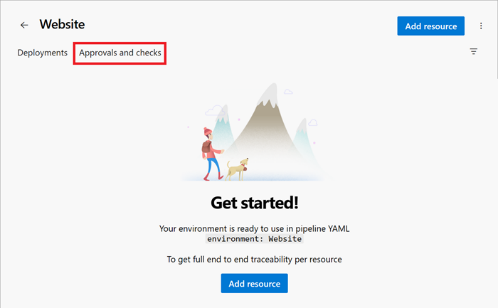 Website
Add resource
Deployments
Approvals and checks
Get started!
Your environment is ready to use in pipeline YAML
environment: Website
To get full end to end traceability per resource
Add resource